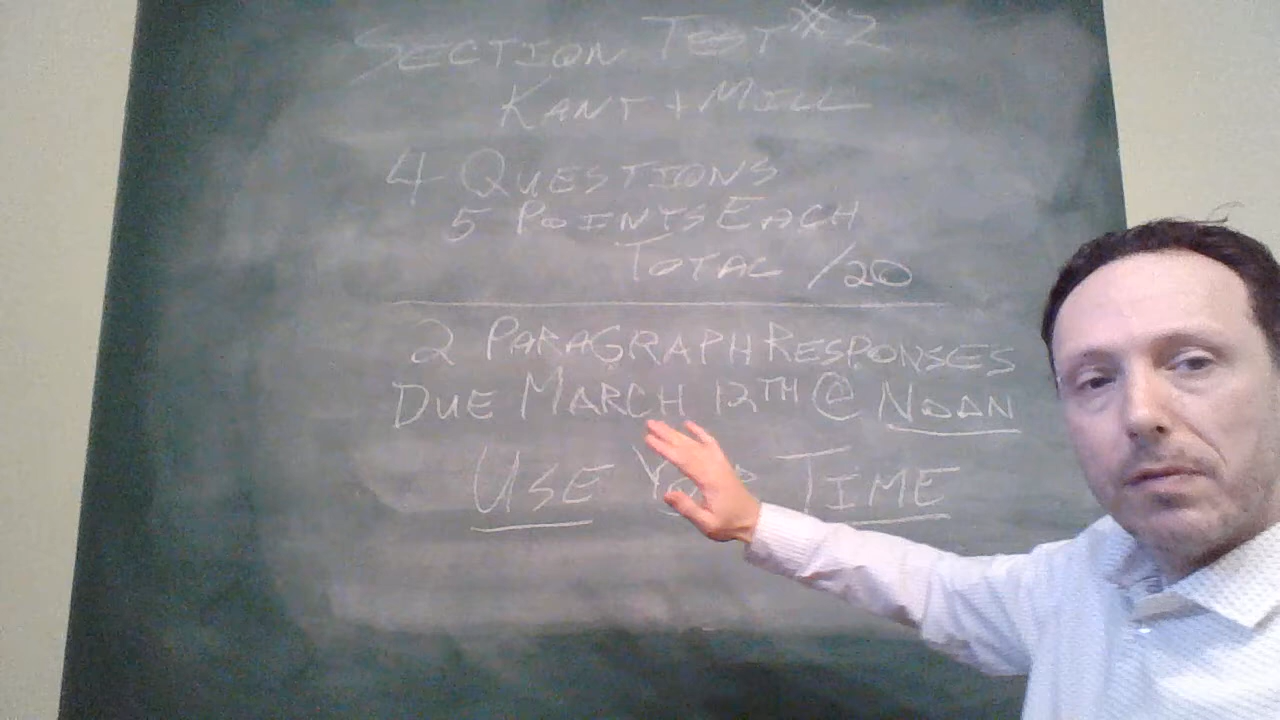 SECTION TEST #2
KANT + MILL
4 QUESTIONS
5 POINTS EACH
TOTAL /20
2 PARAGRAPH RESPONSES
DUE MARCH 12TH @ NOON
USE YOUR TIME